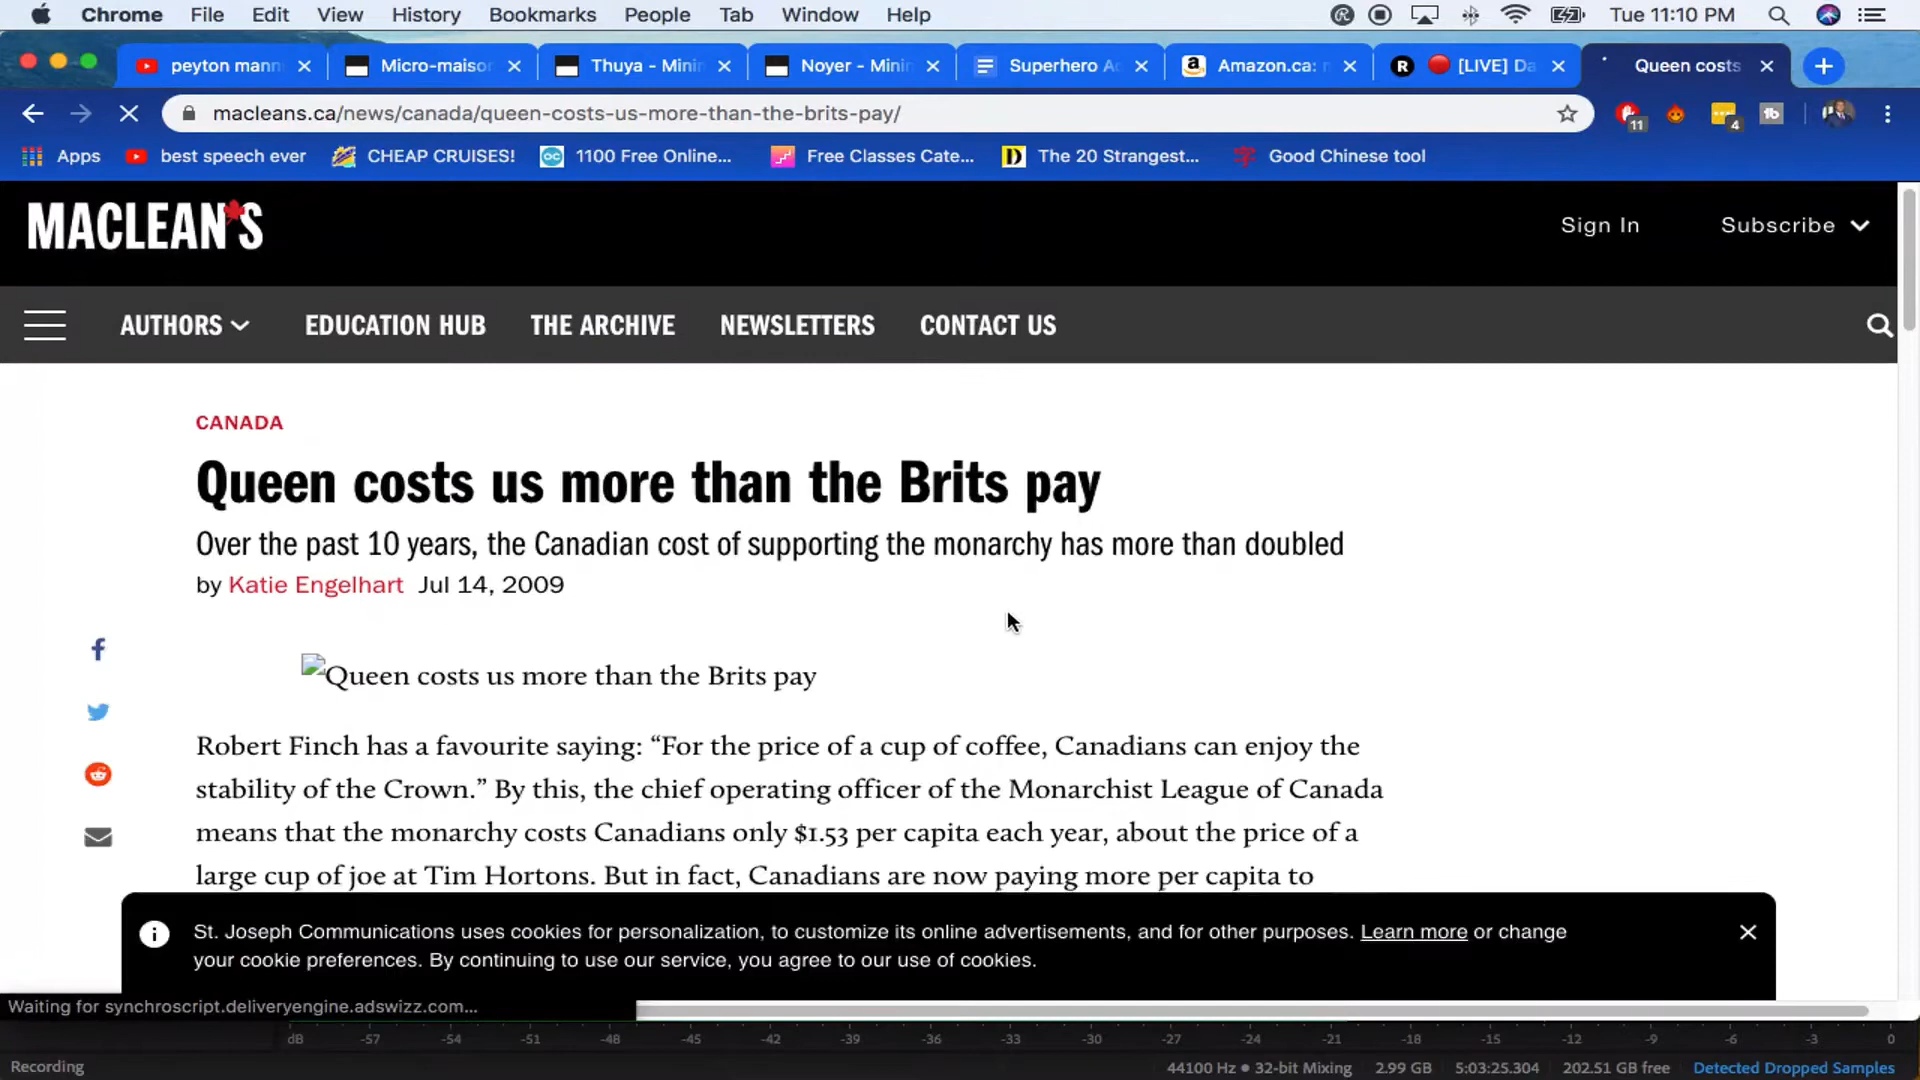 Chrome File Edit View History Bookmarks People Tab Window Help Tue 11:10 PM
peyton mann Micro-maiso Thuya - Mini Noyer - Mini Superhero Ac Amazon.ca: [LIVE] Da Queen costs
macleans.ca/news/canada/queen-costs-us-more-than-the-brits-pay/ 11 4 tb
Apps best speech ever CHEAP CRUISES! OC 1100 Free Online... Free Classes Cate... D The 20 Strangest... 字 Good Chinese tool
MACLEAN'S Sign In Subscribe
AUTHORS EDUCATION HUB THE ARCHIVE NEWSLETTERS CONTACT US
CANADA
Queen costs us more than the Brits pay
Over the past 10 years, the Canadian cost of supporting the monarchy has more than doubled
by Katie Engelhart Jul 14, 2009
Queen costs us more than the Brits pay
Robert Finch has a favourite saying: “For the price of a cup of coffee, Canadians can enjoy the
stability of the Crown.” By this, the chief operating officer of the Monarchist League of Canada
means that the monarchy costs Canadians only $1.53 per capita each year, about the price of a
large cup of joe at Tim Hortons. But in fact, Canadians are now paying more per capita to
St. Joseph Communications uses cookies for personalization, to customize its online advertisements, and for other purposes. Learn more or change
your cookie preferences. By continuing to use our service, you agree to our use of cookies.
Waiting for synchroscript.deliveryengine.adswizz.com...
dB -57 -54 -51 -48 -45 -42 -39 -36 -33 -30 -27 -24 -21 -18 -15 -12 -9 -6 -3 0
Recording 44100 Hz ● 32-bit Mixing 2.99 GB 5:03:25.304 202.51 GB free Detected Dropped Samples